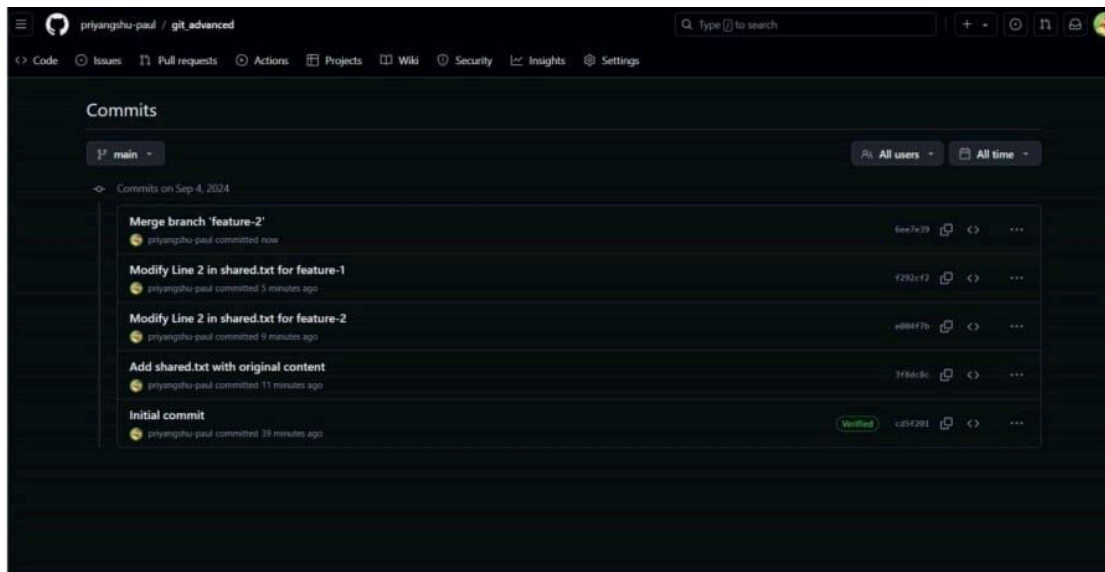 priyangshu-paul / git_advanced
Type / to search
Code Issues Pull requests Actions Projects Wiki Security Insights Settings
Commits
main
All users All time
Commits on Sep 4, 2024
Merge branch 'feature-2'
priyangshu-paul committed now
6ee7e39
Modify Line 2 in shared.txt for feature-1
priyangshu-paul committed 5 minutes ago
f292cf2
Modify Line 2 in shared.txt for feature-2
priyangshu-paul committed 9 minutes ago
Add shared.txt with original content
priyangshu-paul committed 11 minutes ago
3f8dc8c
Initial commit
priyangshu-paul committed 39 minutes ago
Verified cd5f201